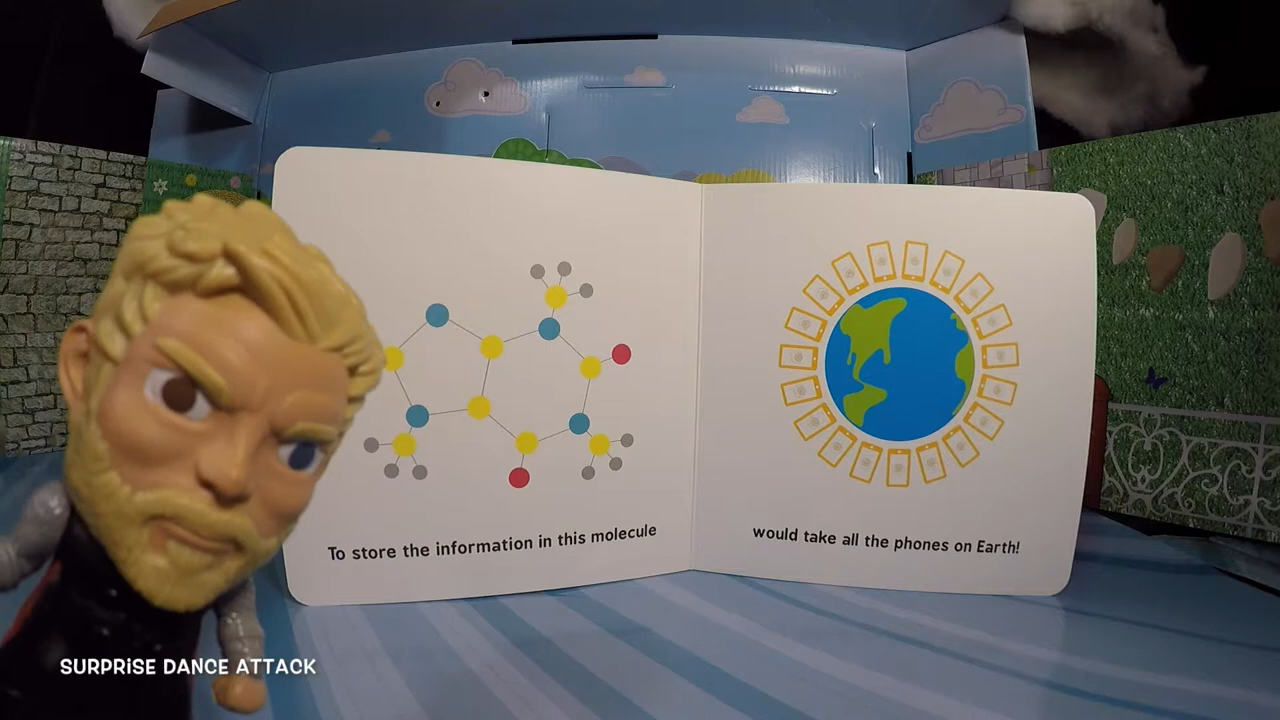 To store the information in this molecule
would take all the phones on Earth!
SURPRISE DANCE ATTACK